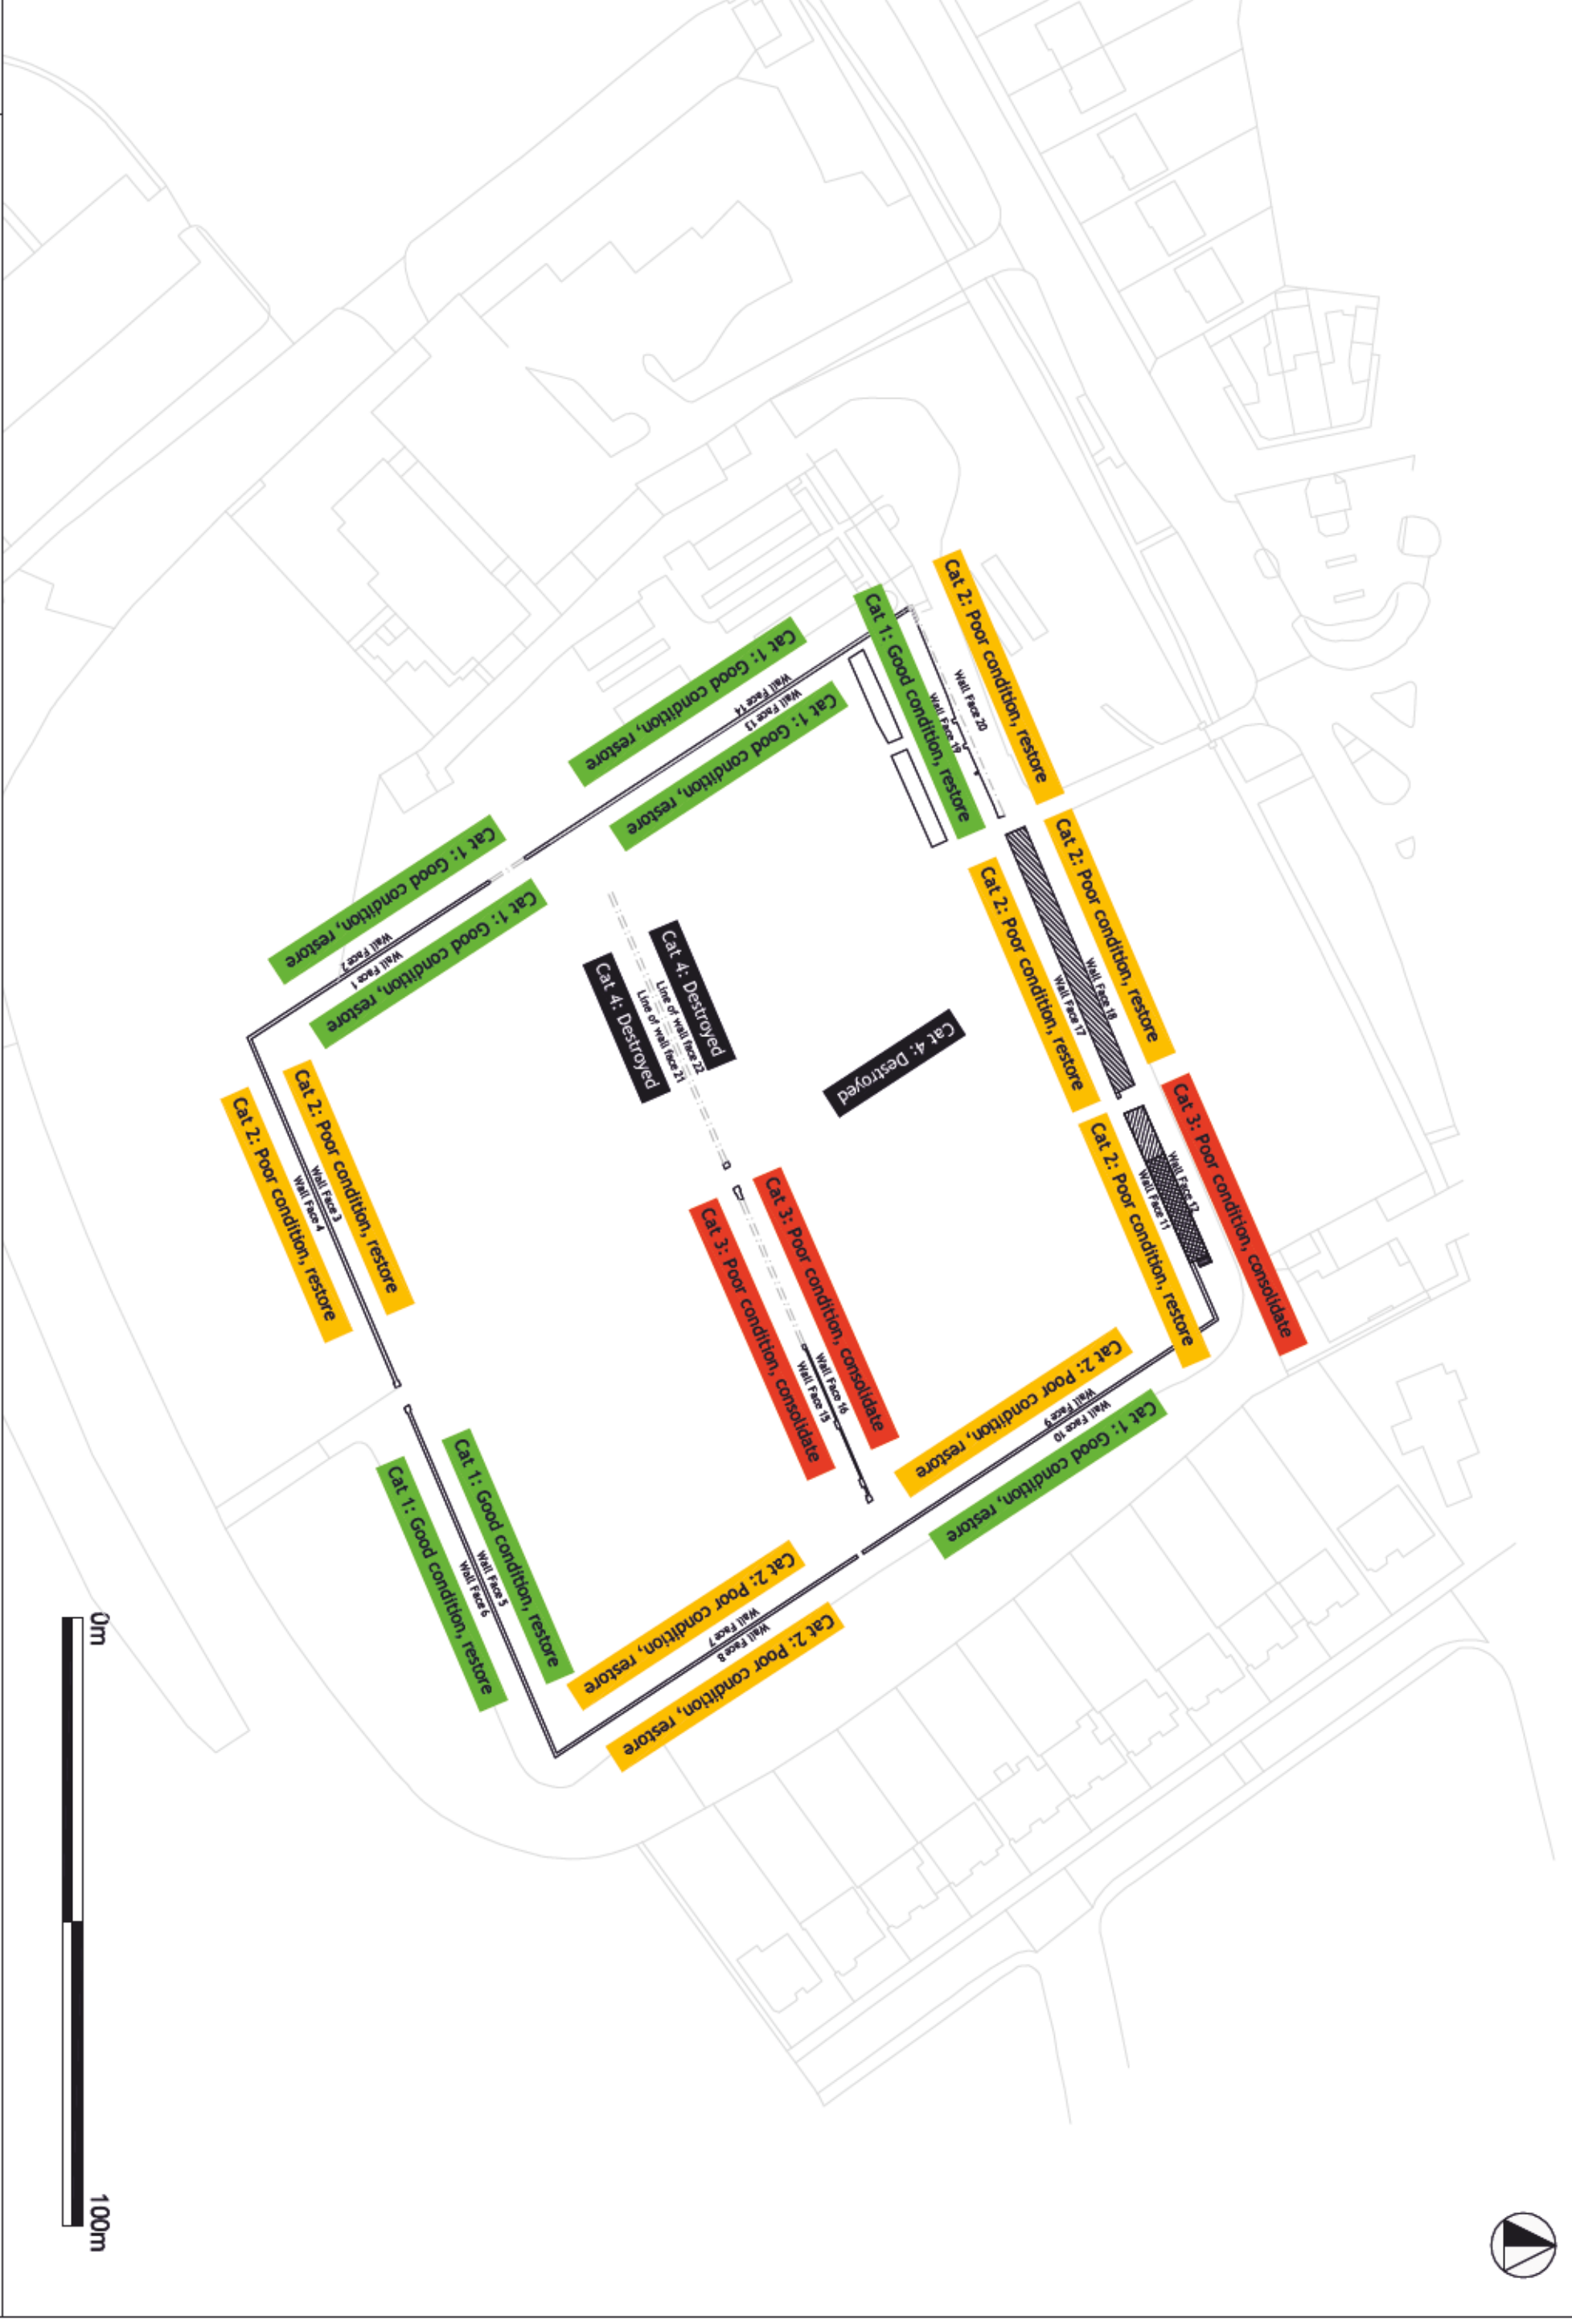 Cat 2: Poor condition, restore
Wall Face 20
Wall Face 19
Cat 1: Good condition, restore
Cat 1: Good condition, restore
Wall Face 14
Wall Face 13
Cat 1: Good condition, restore
Cat 2: Poor condition, restore
Wall Face 18
Wall Face 17
Cat 2: Poor condition, restore
Cat 1: Good condition, restore
Wall Face 2
Wall Face 1
Cat 1: Good condition, restore
Cat 4: Destroyed
Line of wall face 22
Line of wall face 21
Cat 4: Destroyed
Cat 4: Destroyed
Cat 3: Poor condition, consolidate
Wall Face 12
Wall Face 11
Cat 2: Poor condition, restore
Cat 2: Poor condition, restore
Wall Face 3
Wall Face 4
Cat 2: Poor condition, restore
Cat 3: Poor condition, consolidate
Wall Face 16
Wall Face 15
Cat 3: Poor condition, consolidate
Cat 2: Poor condition, restore
Wall Face 9
Wall Face 10
Cat 1: Good condition, restore
Cat 1: Good condition, restore
Wall Face 5
Wall Face 6
Cat 1: Good condition, restore
Cat 2: Poor condition, restore
Wall Face 7
Wall Face 8
Cat 2: Poor condition, restore
0m
100m